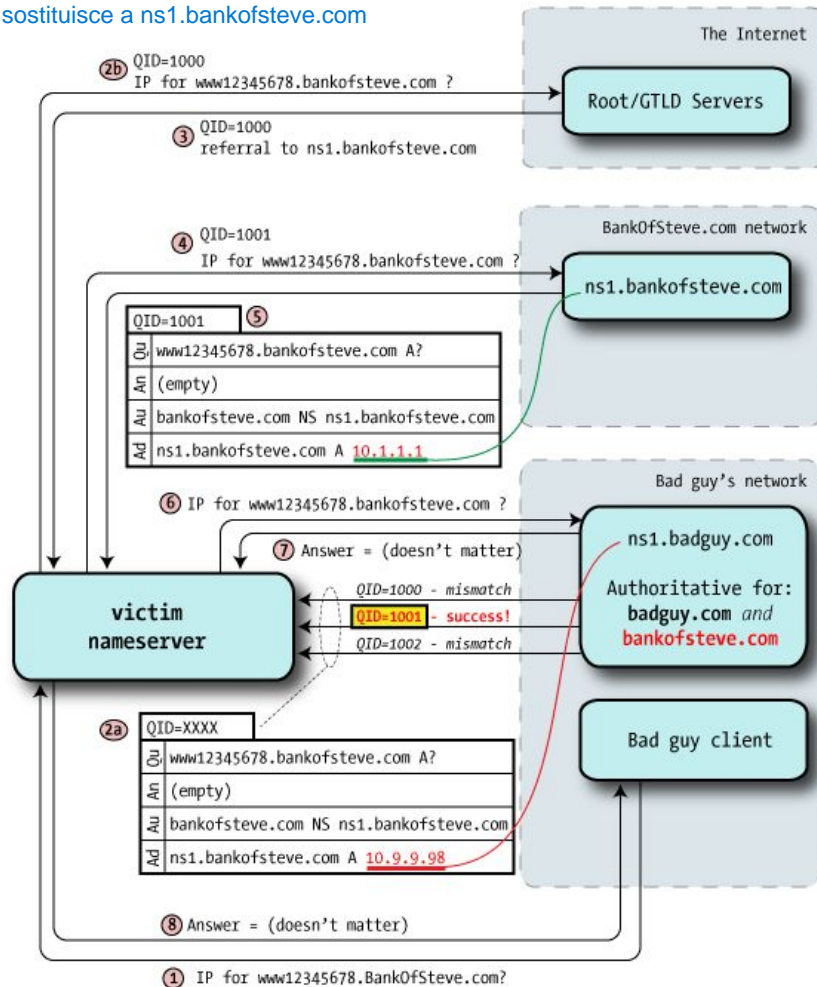 sostituisce a ns1.bankofsteve.com
The Internet
2b QID=1000
IP for www12345678.bankofsteve.com ?
Root/GTLD Servers
3 QID=1000
referral to ns1.bankofsteve.com
BankOfSteve.com network
4 QID=1001
IP for www12345678.bankofsteve.com ?
ns1.bankofsteve.com
QID=1001 5
Qu www12345678.bankofsteve.com A?
An (empty)
Au bankofsteve.com NS ns1.bankofsteve.com
Ad ns1.bankofsteve.com A 10.1.1.1
Bad guy's network
6 IP for www12345678.bankofsteve.com ?
7 Answer = (doesn't matter)
ns1.badguy.com
Authoritative for:
badguy.com and
bankofsteve.com
victim
nameserver
QID=1000 - mismatch
QID=1001 - success!
QID=1002 - mismatch
2a QID=XXXX
Qu www12345678.bankofsteve.com A?
An (empty)
Au bankofsteve.com NS ns1.bankofsteve.com
Ad ns1.bankofsteve.com A 10.9.9.98
Bad guy client
8 Answer = (doesn't matter)
1 IP for www12345678.BankOfSteve.com?